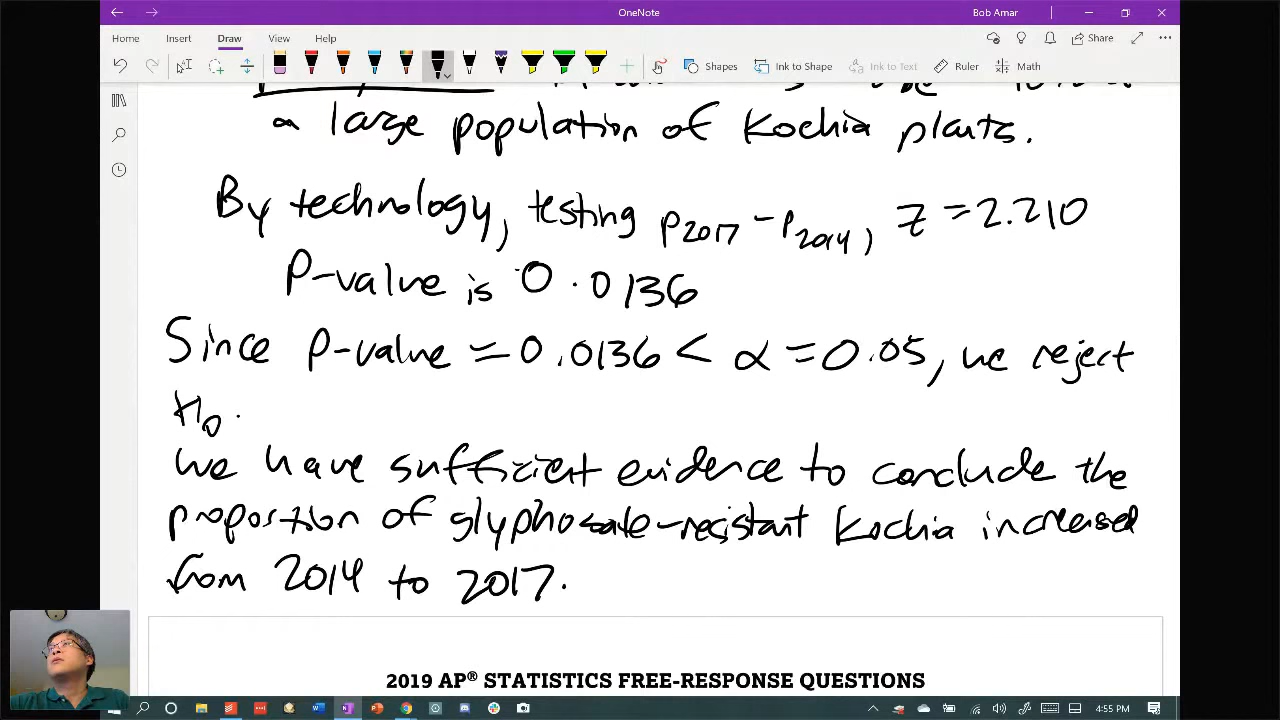 OneNote
Bob Amar
Home Insert Draw View Help Share
Shapes Ink to Shape Ink to Text Ruler Math
a large population of Kochia plants.
By technology, testing p2017 - p2014, z = 2.210
P-value is 0.0136
Since P-value = 0.0136 < α = 0.05, we reject
H0.
We have sufficient evidence to conclude the
proportion of glyphosate-resistant Kochia increased
from 2014 to 2017.
2019 AP® STATISTICS FREE-RESPONSE QUESTIONS
4:55 PM